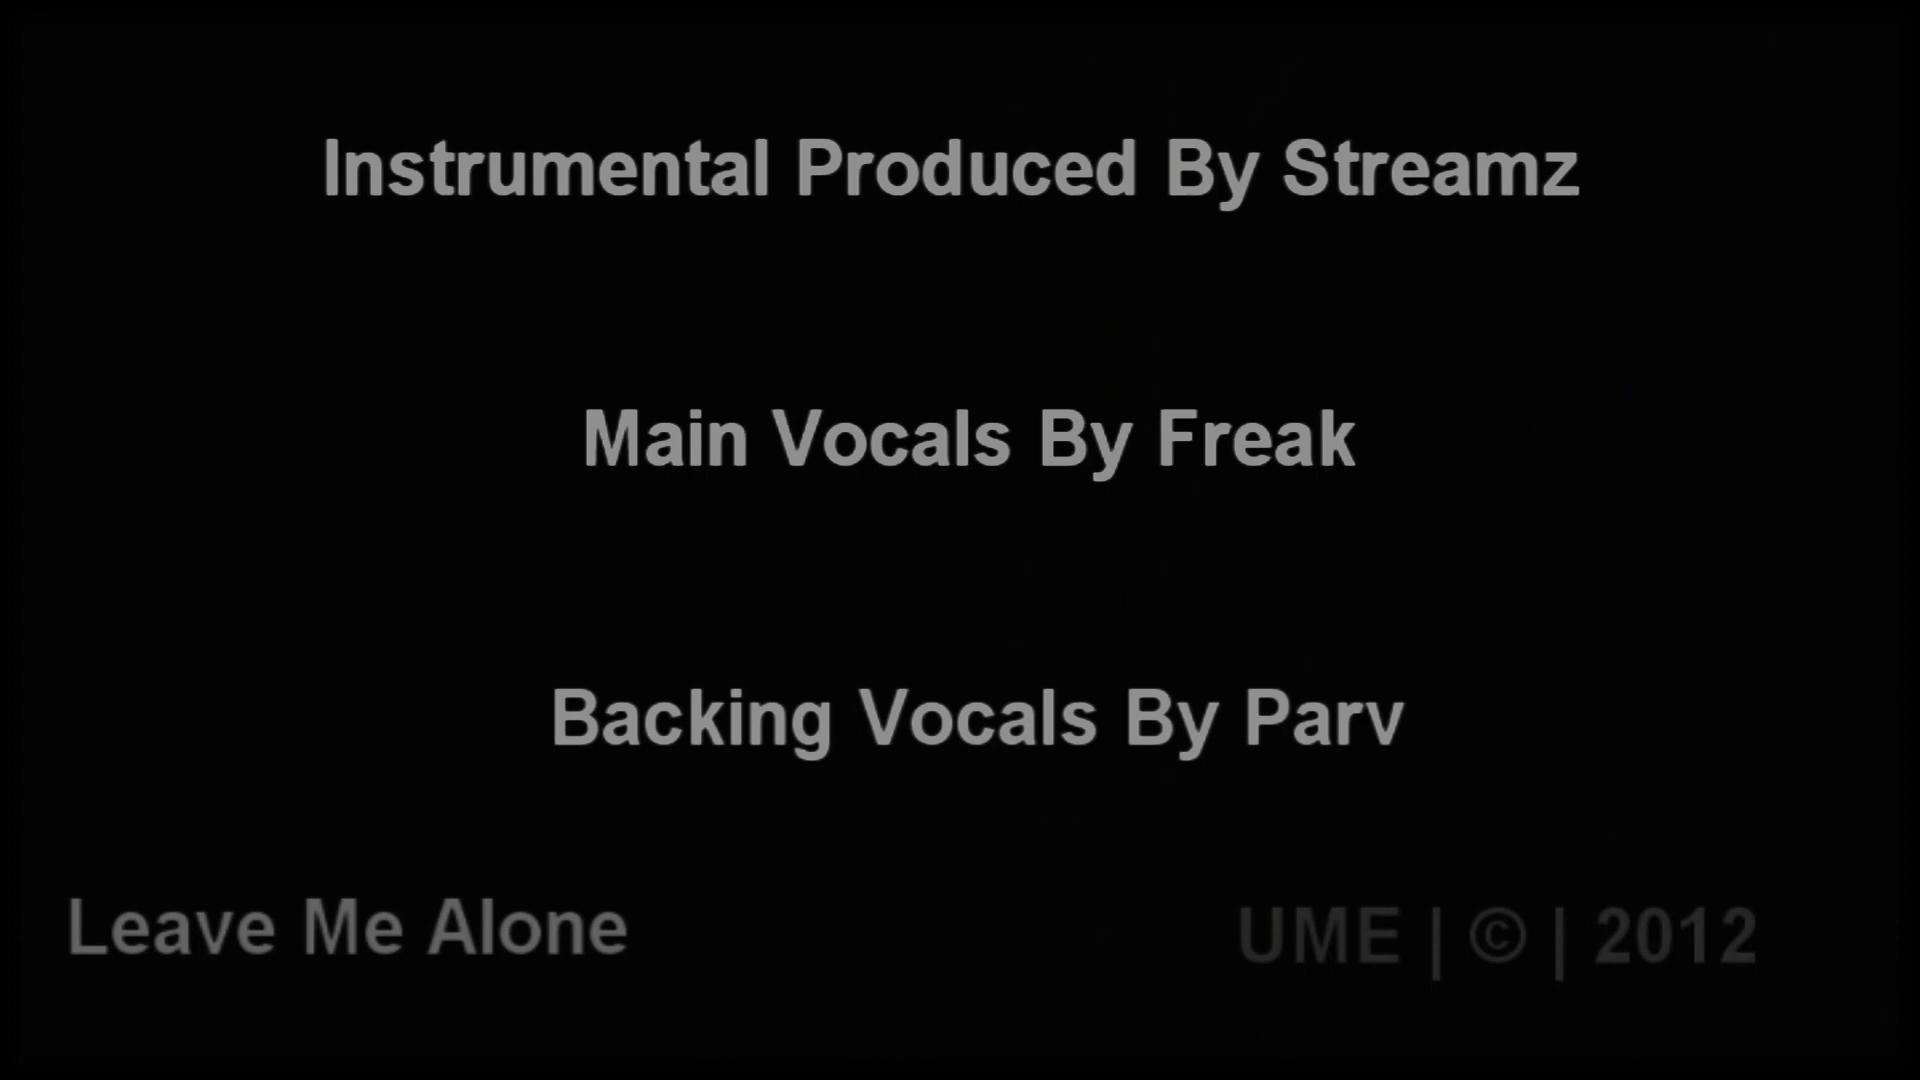 Instrumental Produced By Streamz
Main Vocals By Freak
Backing Vocals By Parv
Leave Me Alone
UME | © | 2012